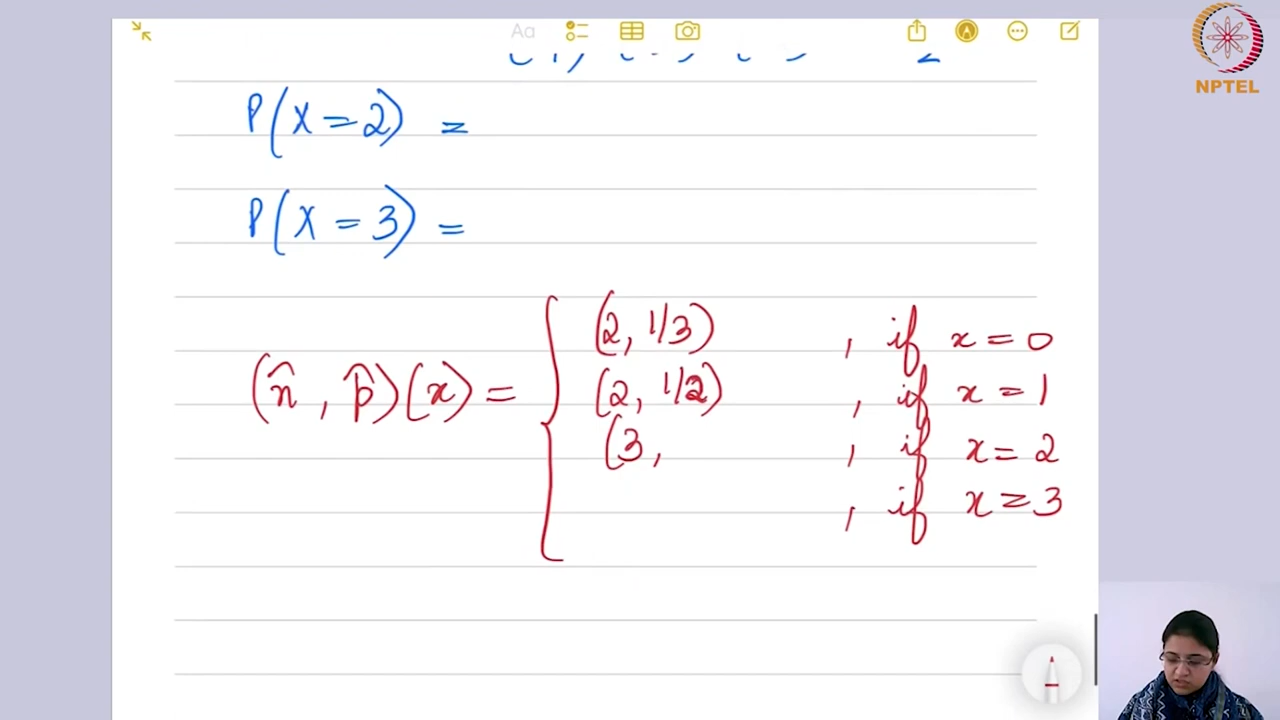 Aa
NPTEL
P(X=2) =
P(X=3) =
(2, 1/3) , if x=0
(n̂, p̂)(x) = (2, 1/2) , if x=1
(3, , if x=2
, if x=3